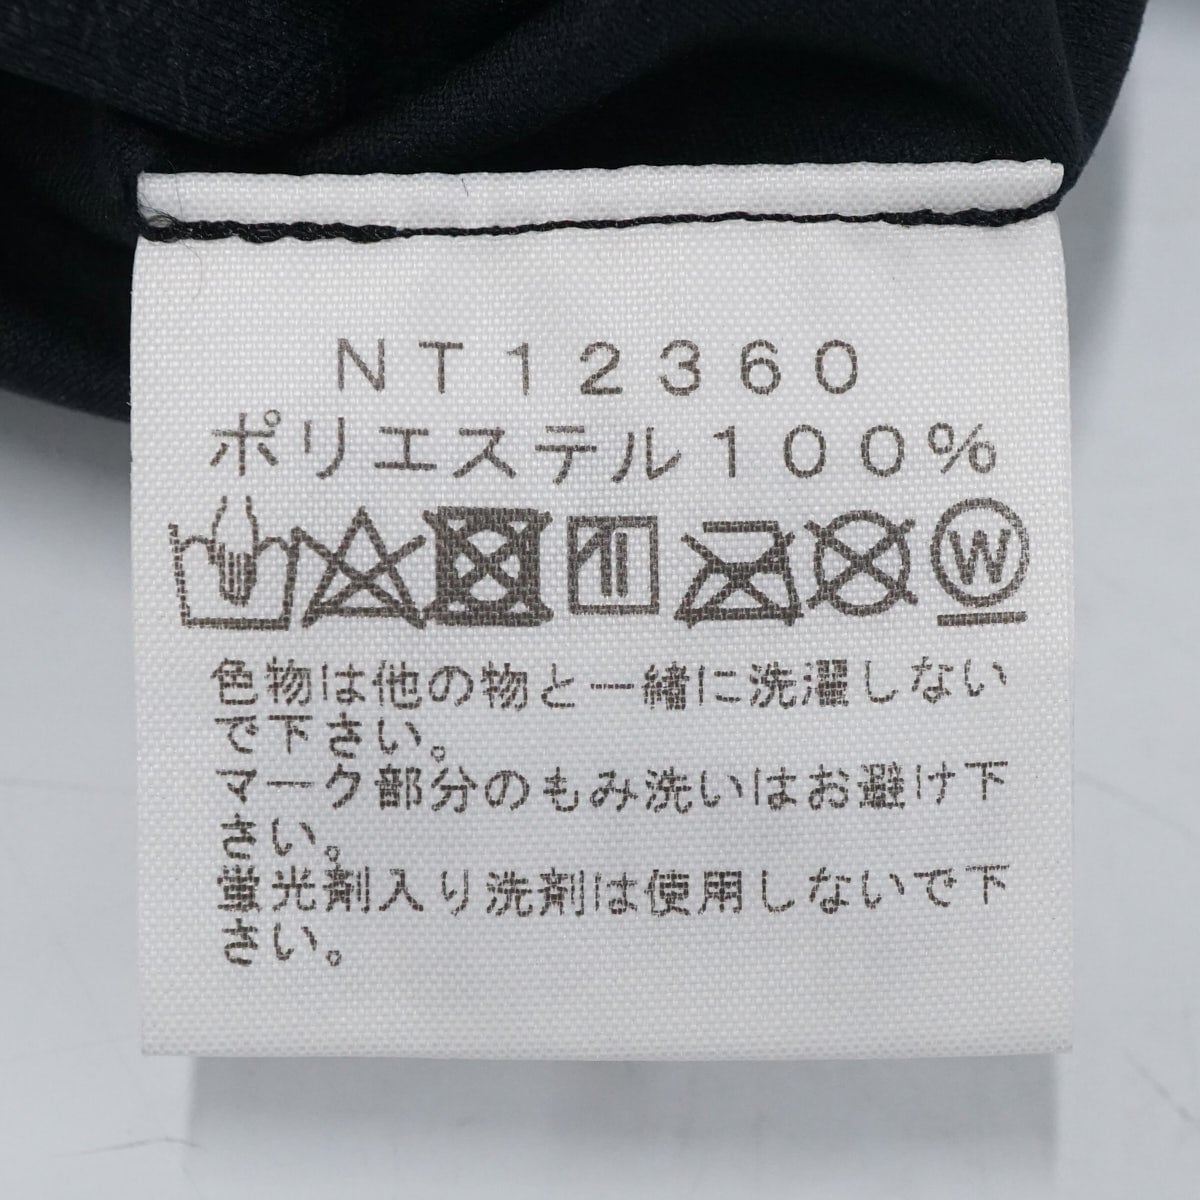 NT12360
ポリエステル100%
W
色物は他の物と一緒に洗濯しない
で下さい。
マーク部分のもみ洗いはお避け下
さい。
蛍光剤入り洗剤は使用しないで下
さい。